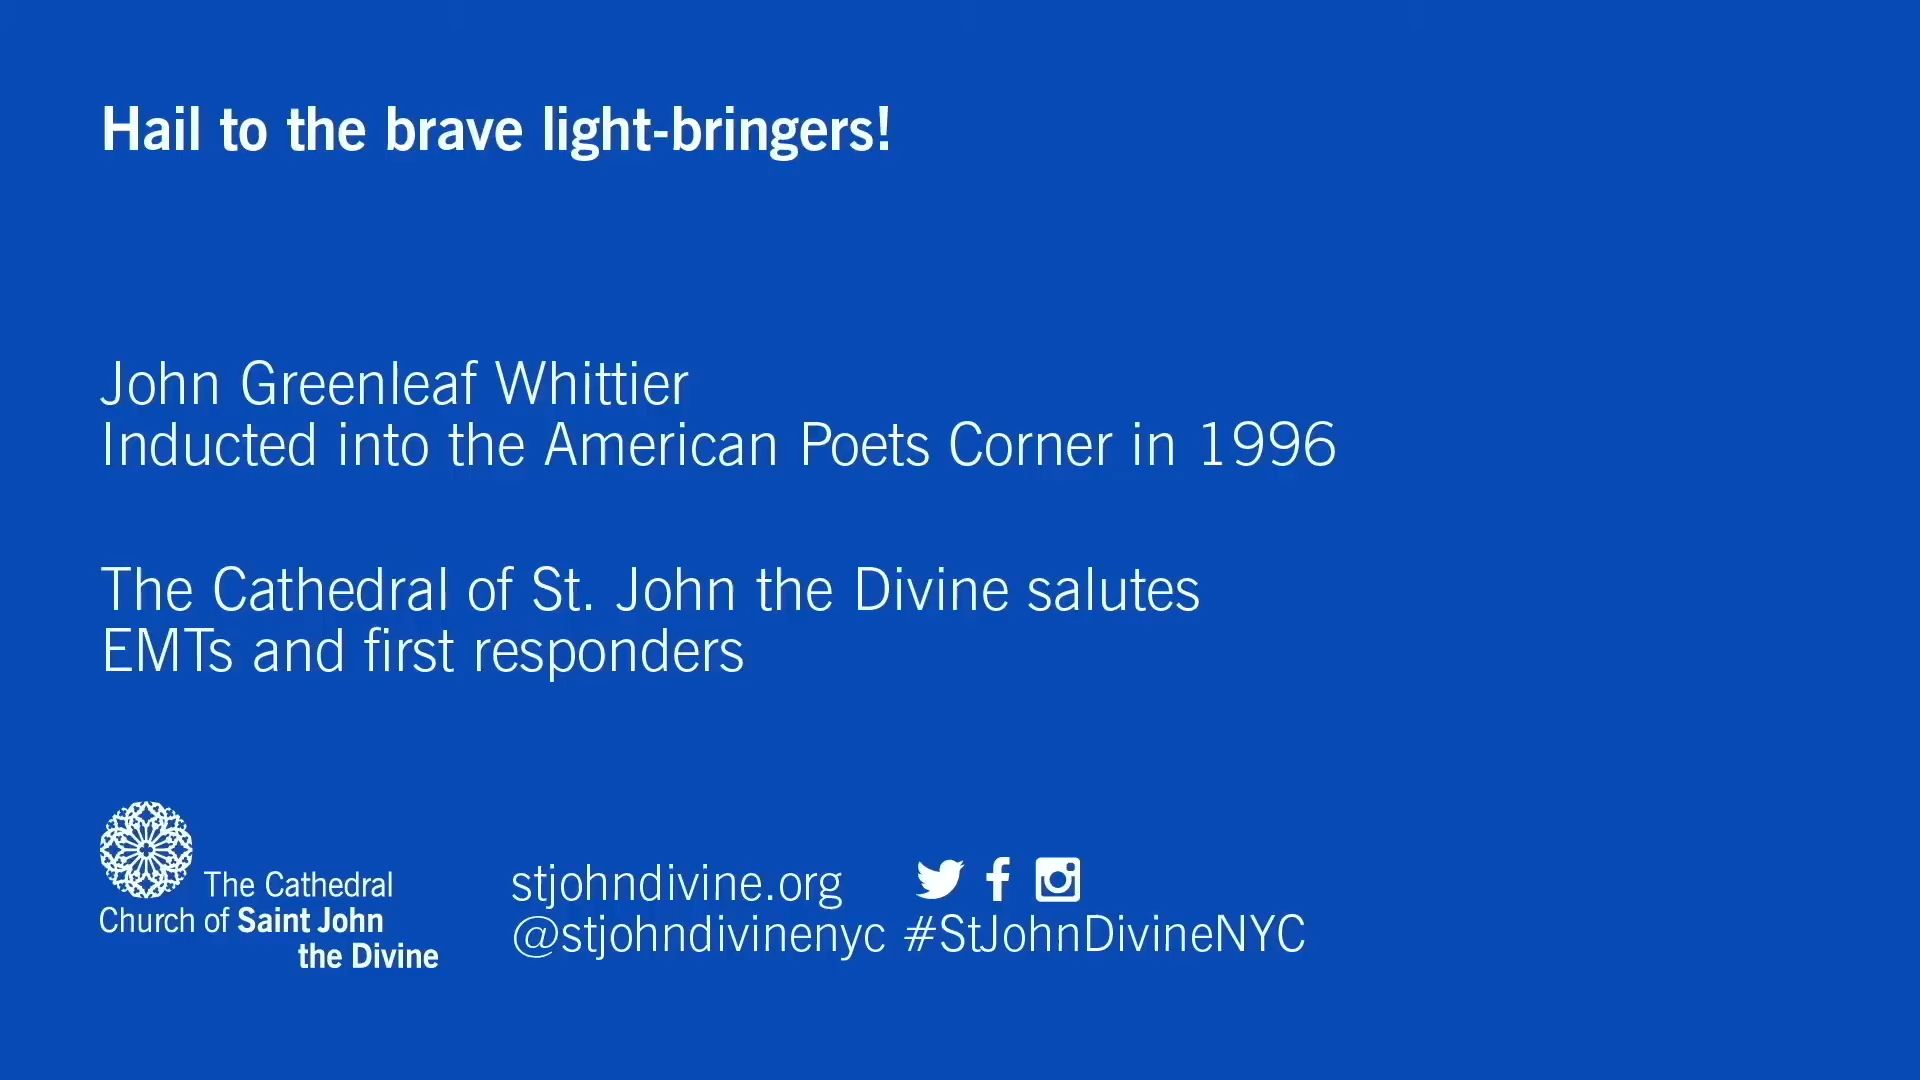 Hail to the brave light-bringers!
John Greenleaf Whittier
Inducted into the American Poets Corner in 1996
The Cathedral of St. John the Divine salutes
EMTs and first responders
The Cathedral
Church of Saint John
the Divine
stjohndivine.org
@stjohndivinenyc #StJohnDivineNYC